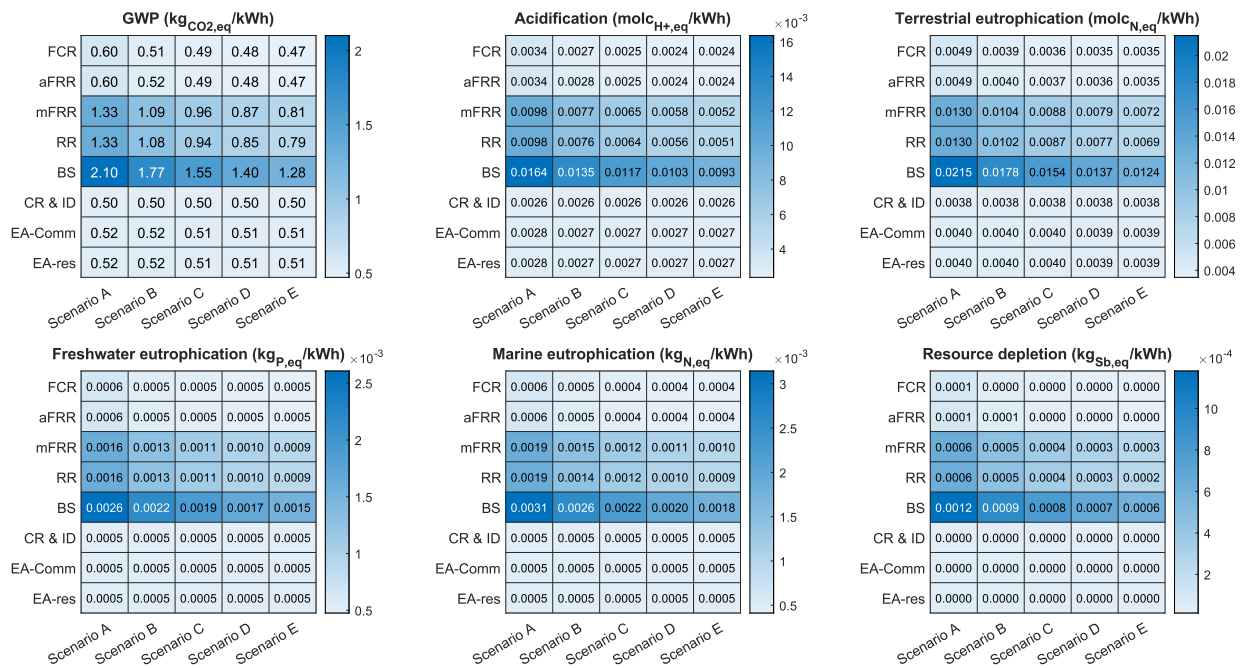 GWP (kgCO2,eq/kWh)
FCR 0.60 0.51 0.49 0.48 0.47
aFRR 0.60 0.52 0.49 0.48 0.47
mFRR 1.33 1.09 0.96 0.87 0.81
RR 1.33 1.08 0.94 0.85 0.79
BS 2.10 1.77 1.55 1.40 1.28
CR & ID 0.50 0.50 0.50 0.50 0.50
EA-Comm 0.52 0.52 0.51 0.51 0.51
EA-res 0.52 0.52 0.51 0.51 0.51
Scenario A Scenario B Scenario C Scenario D Scenario E
2
1.5
1
0.5
Acidification (molcH+,eq/kWh)
×10-3
FCR 0.0034 0.0027 0.0025 0.0024 0.0024
aFRR 0.0034 0.0028 0.0025 0.0024 0.0024
mFRR 0.0098 0.0077 0.0065 0.0058 0.0052
RR 0.0098 0.0076 0.0064 0.0056 0.0051
BS 0.0164 0.0135 0.0117 0.0103 0.0093
CR & ID 0.0026 0.0026 0.0026 0.0026 0.0026
EA-Comm 0.0028 0.0027 0.0027 0.0027 0.0027
EA-res 0.0028 0.0027 0.0027 0.0027 0.0027
Scenario A Scenario B Scenario C Scenario D Scenario E
16
14
12
10
8
6
4
Terrestrial eutrophication (molcN,eq/kWh)
FCR 0.0049 0.0039 0.0036 0.0035 0.0035
aFRR 0.0049 0.0040 0.0037 0.0036 0.0035
mFRR 0.0130 0.0104 0.0088 0.0079 0.0072
RR 0.0130 0.0102 0.0087 0.0077 0.0069
BS 0.0215 0.0178 0.0154 0.0137 0.0124
CR & ID 0.0038 0.0038 0.0038 0.0038 0.0038
EA-Comm 0.0040 0.0040 0.0040 0.0039 0.0039
EA-res 0.0040 0.0040 0.0040 0.0039 0.0039
Scenario A Scenario B Scenario C Scenario D Scenario E
0.02
0.018
0.016
0.014
0.012
0.01
0.008
0.006
0.004
Freshwater eutrophication (kgP,eq/kWh)
×10-3
FCR 0.0006 0.0005 0.0005 0.0005 0.0005
aFRR 0.0006 0.0005 0.0005 0.0005 0.0005
mFRR 0.0016 0.0013 0.0011 0.0010 0.0009
RR 0.0016 0.0013 0.0011 0.0010 0.0009
BS 0.0026 0.0022 0.0019 0.0017 0.0015
CR & ID 0.0005 0.0005 0.0005 0.0005 0.0005
EA-Comm 0.0005 0.0005 0.0005 0.0005 0.0005
EA-res 0.0005 0.0005 0.0005 0.0005 0.0005
Scenario A Scenario B Scenario C Scenario D Scenario E
2.5
2
1.5
1
0.5
Marine eutrophication (kgN,eq/kWh)
×10-3
FCR 0.0006 0.0005 0.0004 0.0004 0.0004
aFRR 0.0006 0.0005 0.0004 0.0004 0.0004
mFRR 0.0019 0.0015 0.0012 0.0011 0.0010
RR 0.0019 0.0014 0.0012 0.0010 0.0009
BS 0.0031 0.0026 0.0022 0.0020 0.0018
CR & ID 0.0005 0.0005 0.0005 0.0005 0.0005
EA-Comm 0.0005 0.0005 0.0005 0.0005 0.0005
EA-res 0.0005 0.0005 0.0005 0.0005 0.0005
Scenario A Scenario B Scenario C Scenario D Scenario E
3
2.5
2
1.5
1
0.5
Resource depletion (kgSb,eq/kWh)
×10-4
FCR 0.0001 0.0000 0.0000 0.0000 0.0000
aFRR 0.0001 0.0001 0.0000 0.0000 0.0000
mFRR 0.0006 0.0005 0.0004 0.0003 0.0003
RR 0.0006 0.0005 0.0004 0.0003 0.0002
BS 0.0012 0.0009 0.0008 0.0007 0.0006
CR & ID 0.0000 0.0000 0.0000 0.0000 0.0000
EA-Comm 0.0000 0.0000 0.0000 0.0000 0.0000
EA-res 0.0000 0.0000 0.0000 0.0000 0.0000
Scenario A Scenario B Scenario C Scenario D Scenario E
10
8
6
4
2